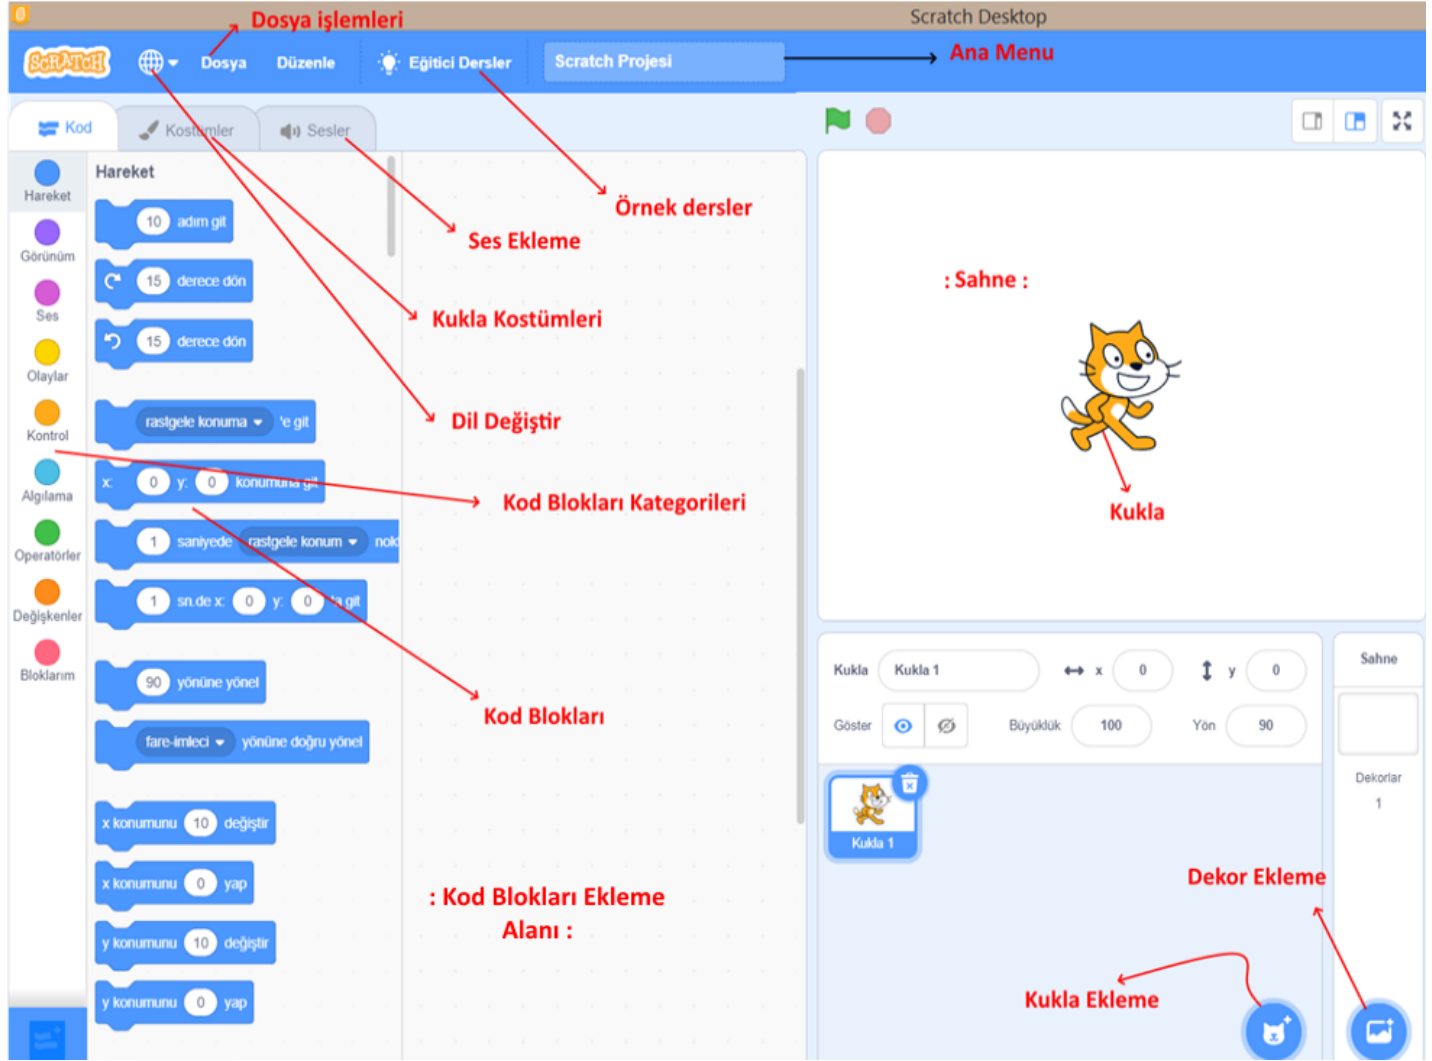 Scratch Desktop
Dosya işlemleri
SCRATCH
Dosya
Düzenle
Eğitici Dersler
Scratch Projesi
Ana Menu
Kod
Kostümler
Sesler
Hareket
Görünüm
Ses
Olaylar
Kontrol
Algılama
Operatörler
Değişkenler
Bloklarım
Hareket
10 adım git
15 derece dön
15 derece dön
rastgele konuma 'e git
x: 0 y: 0 konumuna git
1 saniyede rastgele konum nok
1 sn.de x: 0 y: 0 'a git
90 yönüne yönel
fare-imleci yönüne doğru yönel
x konumunu 10 değiştir
x konumunu 0 yap
y konumunu 10 değiştir
y konumunu 0 yap
Örnek dersler
Ses Ekleme
Kukla Kostümleri
Dil Değiştir
Kod Blokları Kategorileri
Kod Blokları
: Kod Blokları Ekleme
Alanı :
: Sahne :
Kukla
Kukla Kukla 1 x 0 y 0
Göster Büyüklük 100 Yön 90
Kukla 1
Sahne
Dekorlar
1
Dekor Ekleme
Kukla Ekleme